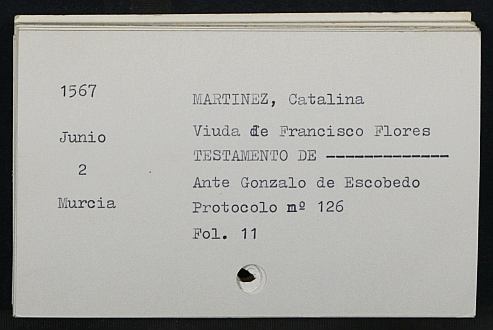 1567
Junio
2
Murcia
MARTINEZ, Catalina
Viuda de Francisco Flores
TESTAMENTO DE -------------
Ante Gonzalo de Escobedo
Protocolo nº 126
Fol. 11